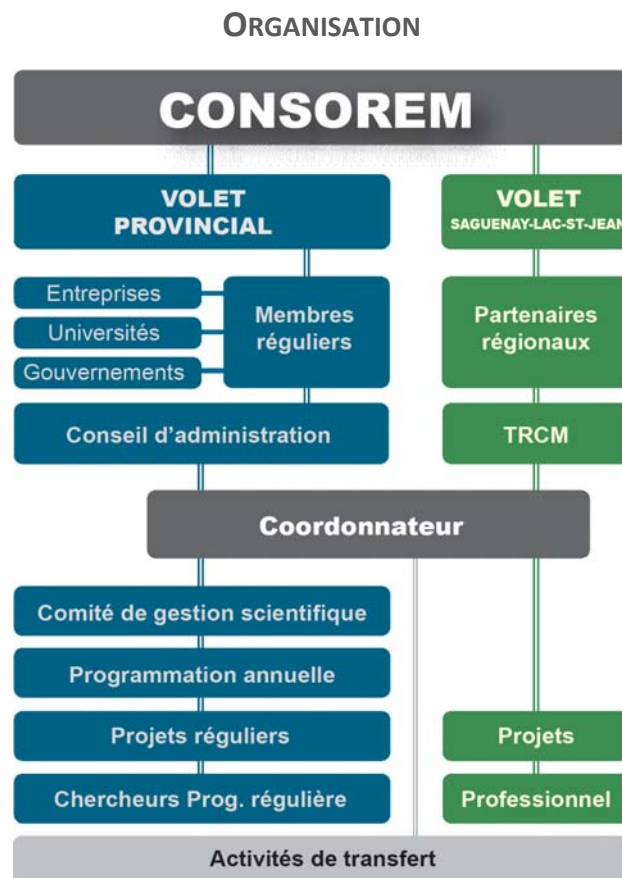 ORGANISATION
CONSOREM
VOLET
PROVINCIAL
VOLET
SAGUENAY-LAC-ST-JEAN
Entreprises
Universités
Gouvernements
Membres
réguliers
Partenaires
régionaux
Conseil d'administration
TRCM
Coordonnateur
Comité de gestion scientifique
Programmation annuelle
Projets réguliers
Projets
Chercheurs Prog. régulière
Professionnel
Activités de transfert